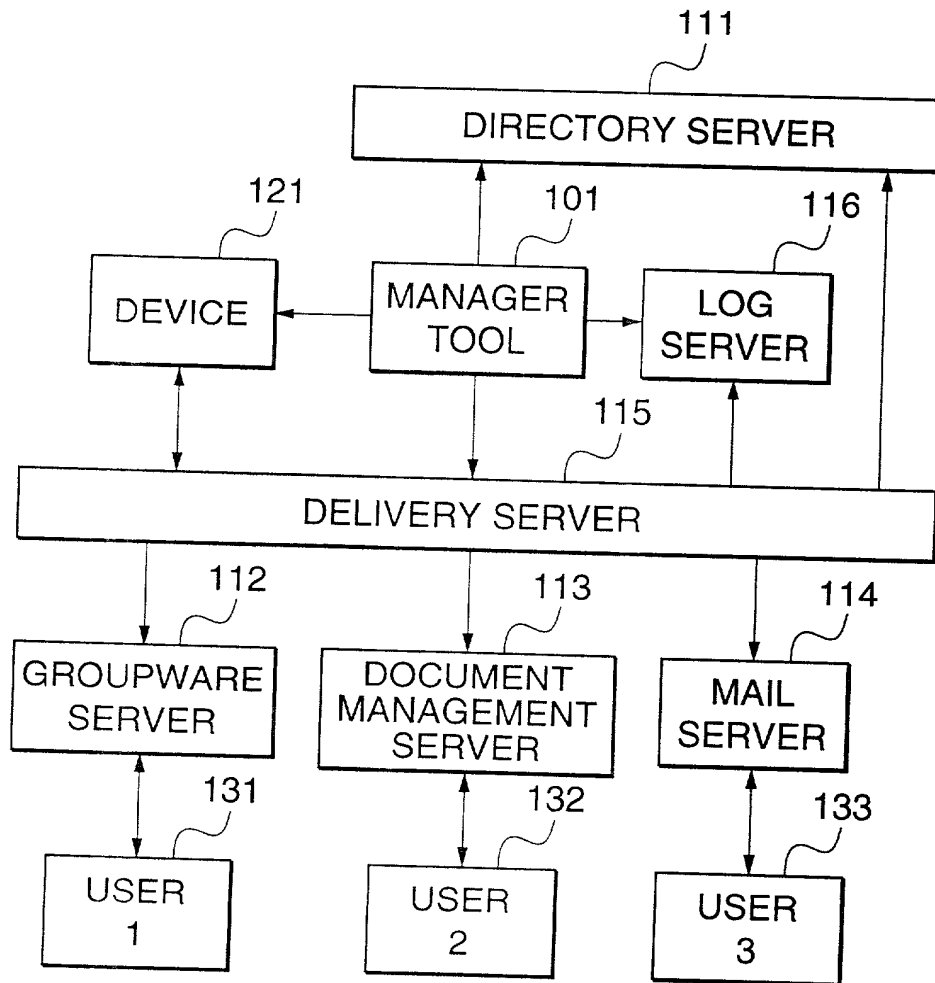 111
DIRECTORY SERVER
121
101
116
DEVICE
MANAGER
TOOL
LOG
SERVER
115
DELIVERY SERVER
112
113
114
GROUPWARE
SERVER
DOCUMENT
MANAGEMENT
SERVER
MAIL
SERVER
131
132
133
USER
1
USER
2
USER
3